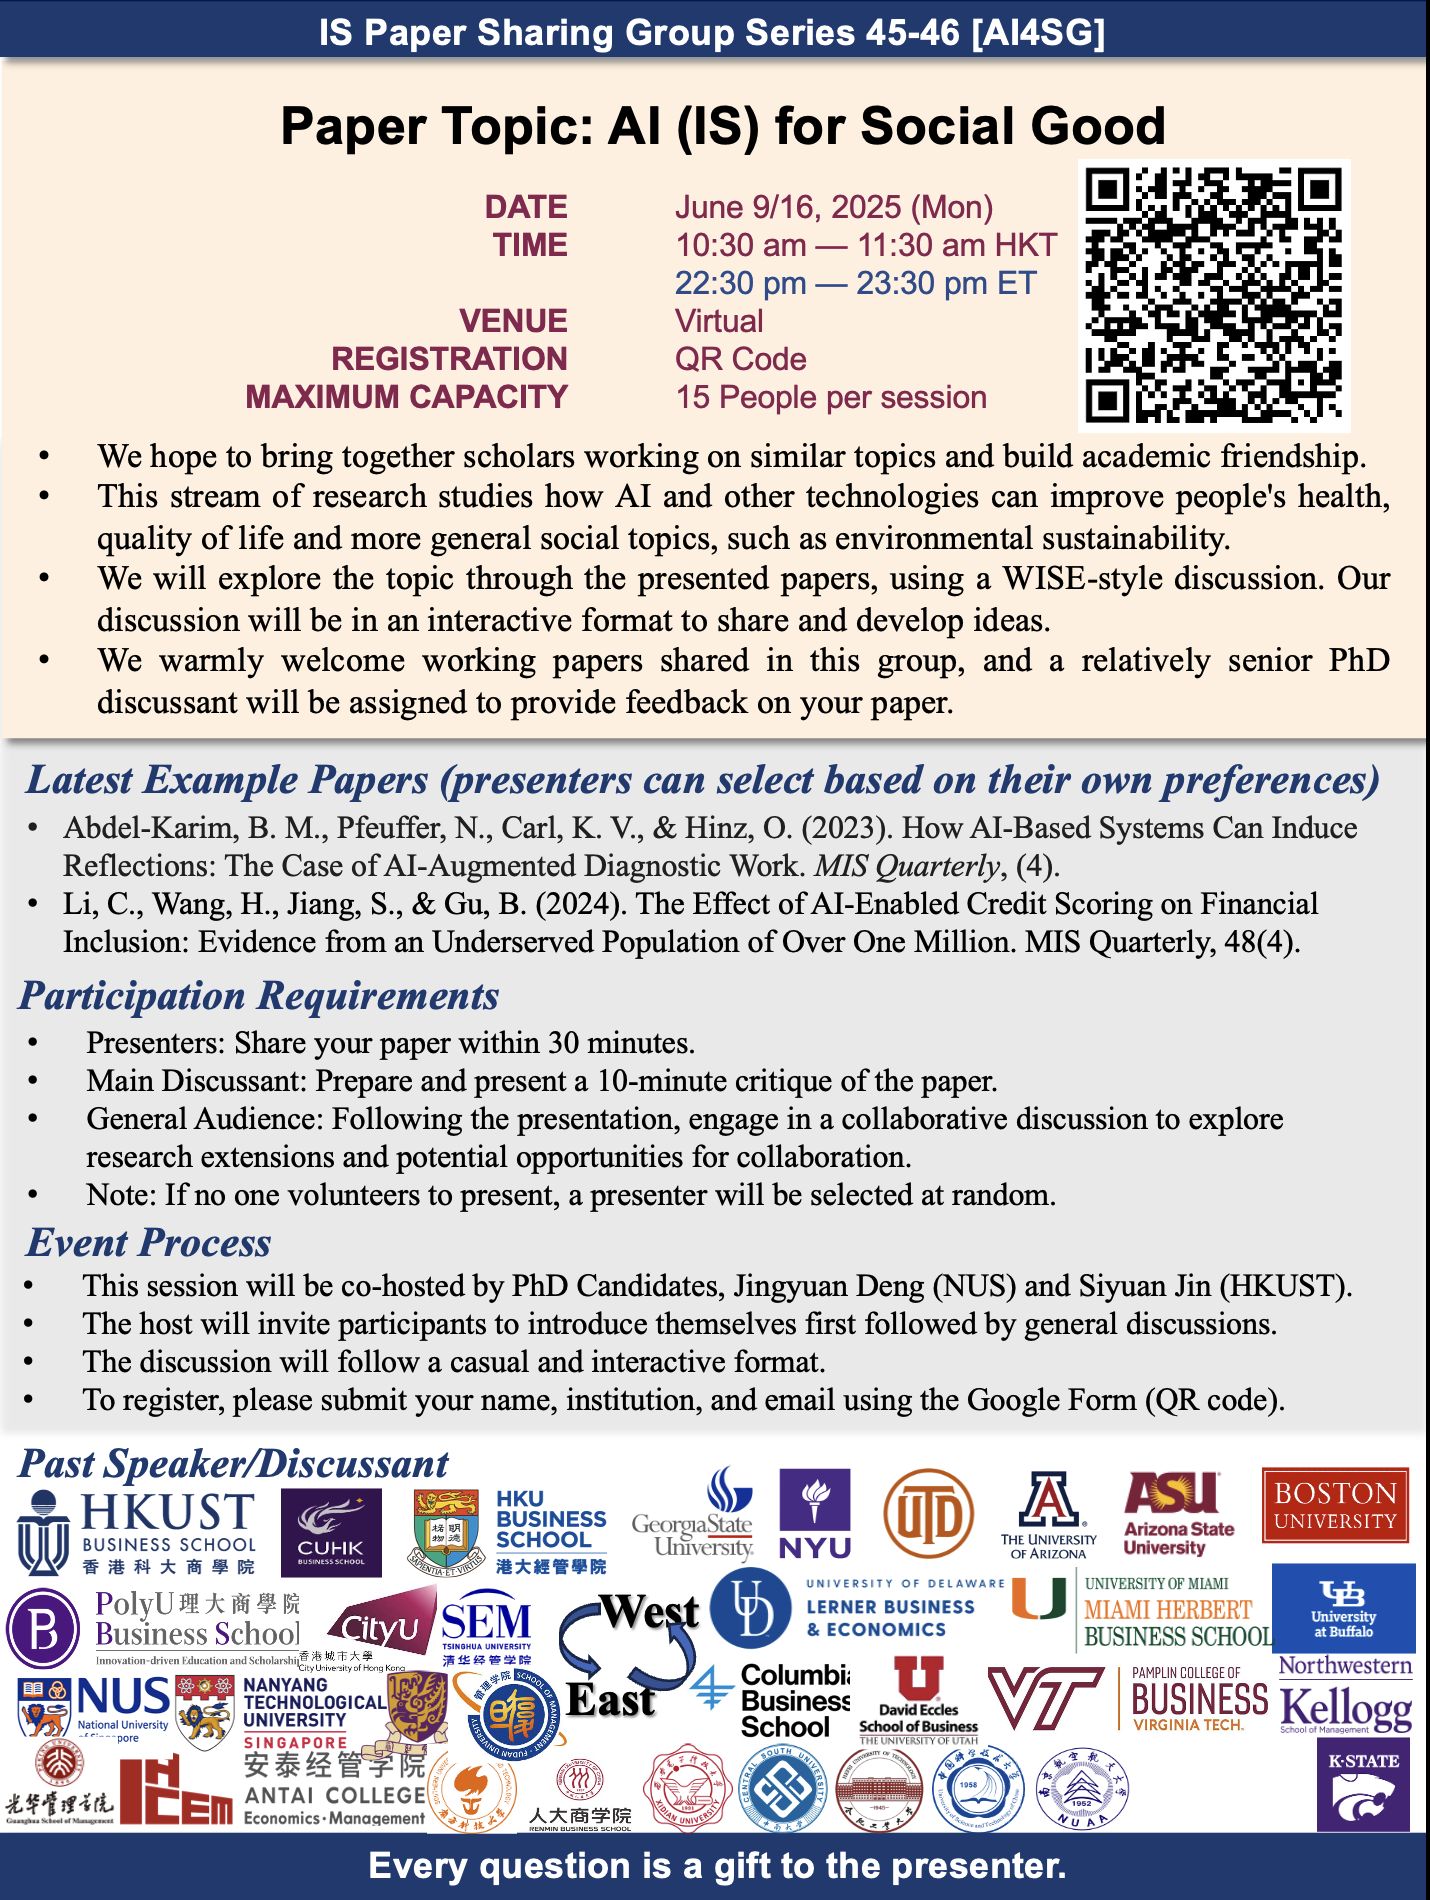 IS Paper Sharing Group Series 45-46 [AI4SG]
Paper Topic: AI (IS) for Social Good
DATE June 9/16, 2025 (Mon)
TIME 10:30 am — 11:30 am HKT
22:30 pm — 23:30 pm ET
VENUE Virtual
REGISTRATION QR Code
MAXIMUM CAPACITY 15 People per session
• We hope to bring together scholars working on similar topics and build academic friendship.
• This stream of research studies how AI and other technologies can improve people's health,
quality of life and more general social topics, such as environmental sustainability.
• We will explore the topic through the presented papers, using a WISE-style discussion. Our
discussion will be in an interactive format to share and develop ideas.
• We warmly welcome working papers shared in this group, and a relatively senior PhD
discussant will be assigned to provide feedback on your paper.
Latest Example Papers (presenters can select based on their own preferences)
• Abdel-Karim, B. M., Pfeuffer, N., Carl, K. V., & Hinz, O. (2023). How AI-Based Systems Can Induce
Reflections: The Case of AI-Augmented Diagnostic Work. MIS Quarterly, (4).
• Li, C., Wang, H., Jiang, S., & Gu, B. (2024). The Effect of AI-Enabled Credit Scoring on Financial
Inclusion: Evidence from an Underserved Population of Over One Million. MIS Quarterly, 48(4).
Participation Requirements
• Presenters: Share your paper within 30 minutes.
• Main Discussant: Prepare and present a 10-minute critique of the paper.
• General Audience: Following the presentation, engage in a collaborative discussion to explore
research extensions and potential opportunities for collaboration.
• Note: If no one volunteers to present, a presenter will be selected at random.
Event Process
• This session will be co-hosted by PhD Candidates, Jingyuan Deng (NUS) and Siyuan Jin (HKUST).
• The host will invite participants to introduce themselves first followed by general discussions.
• The discussion will follow a casual and interactive format.
• To register, please submit your name, institution, and email using the Google Form (QR code).
Past Speaker/Discussant
HKUST
BUSINESS SCHOOL
香港科大商學院
CUHK
BUSINESS SCHOOL
HKU
BUSINESS
SCHOOL
港大經管學院
GeorgiaState
University
NYU
UTD
A
THE UNIVERSITY
OF ARIZONA
ASU
Arizona State
University
BOSTON
UNIVERSITY
B
PolyU 理大商學院
Business School
Innovation-driven Education and Scholarship
CityU
香港城市大學
City University of Hong Kong
SEM
TSINGHUA UNIVERSITY
清华经管学院
West
East
UD
UNIVERSITY OF DELAWARE
LERNER BUSINESS
& ECONOMICS
U
UNIVERSITY OF MIAMI
MIAMI HERBERT
BUSINESS SCHOOL
UB
University
at Buffalo
NUS
National University
of Singapore
NANYANG
TECHNOLOGICAL
UNIVERSITY
SINGAPORE
管理学院 SCHOOL OF MANAGEMENT
FUDAN UNIVERSITY
Columbia
Business
School
U
David Eccles
School of Business
THE UNIVERSITY OF UTAH
VT
PAMPLIN COLLEGE OF
BUSINESS
VIRGINIA TECH.
Northwestern
Kellogg
School of Management
光华管理学院
Guanghua School of Management
安泰经管学院
ANTAI COLLEGE
Economics · Management
人大商学院
RENMIN BUSINESS SCHOOL
XIDIAN UNIVERSITY
1931
CENTRAL SOUTH UNIVERSITY
中南大学
1958
1952
NUAA
K-STATE
Every question is a gift to the presenter.